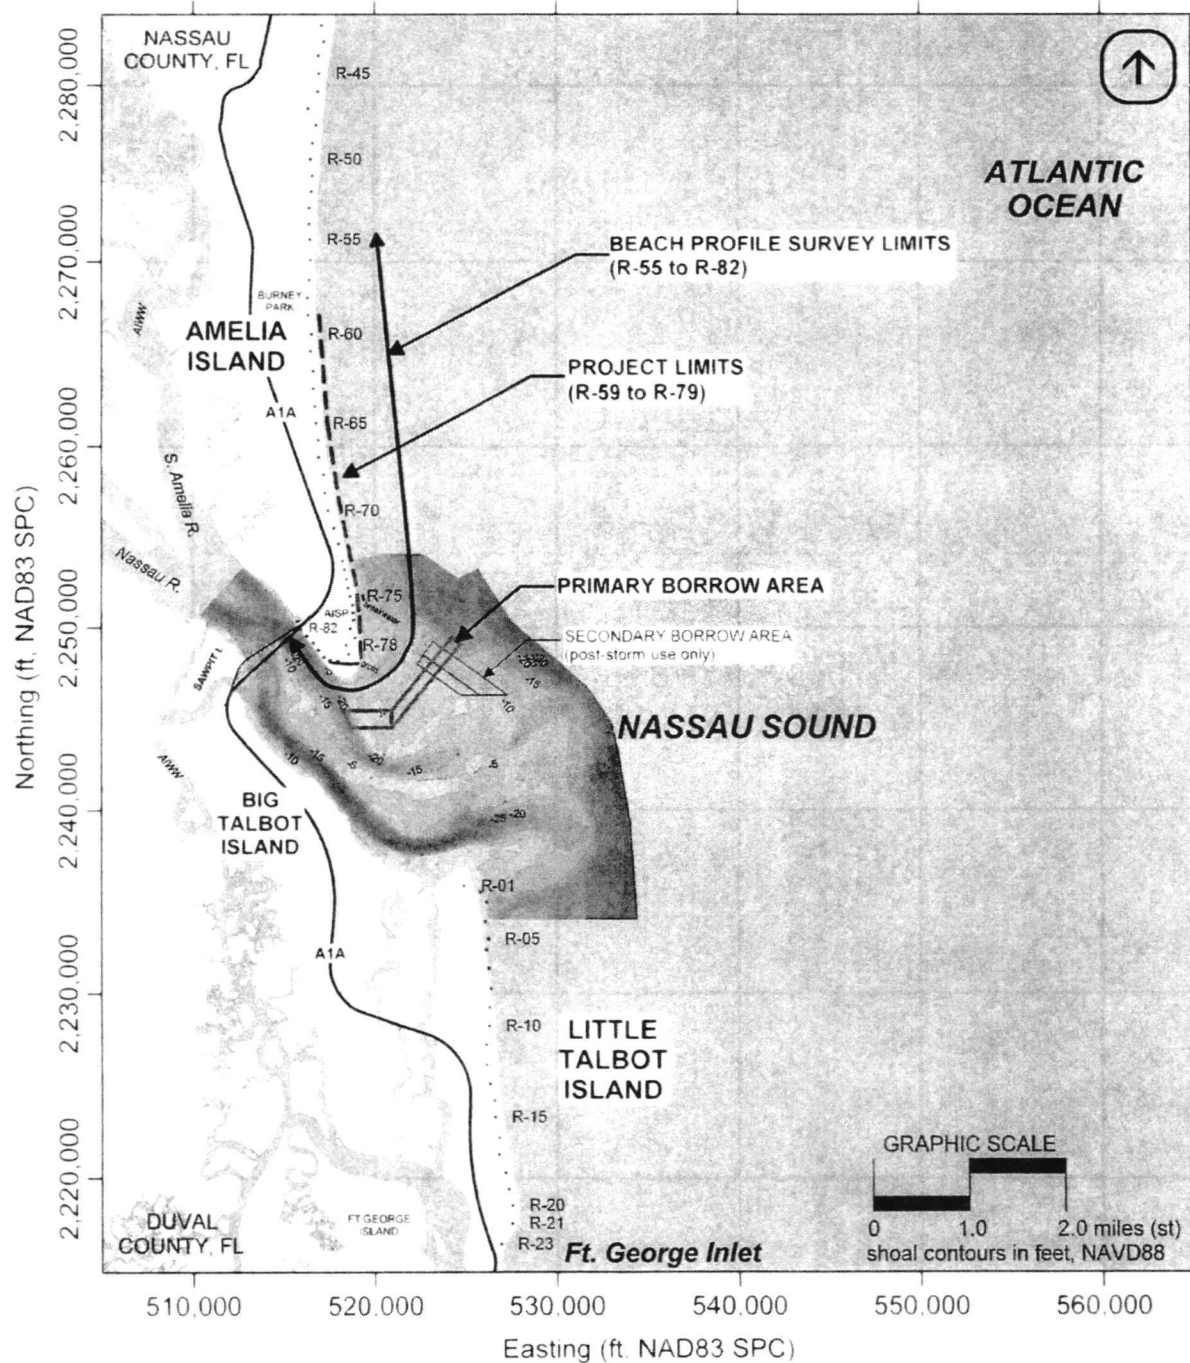 NASSAU
COUNTY, FL
R-45
R-50
ATLANTIC
OCEAN
R-55
BEACH PROFILE SURVEY LIMITS
(R-55 to R-82)
BURNEY
PARK
AIWW
AMELIA
ISLAND
R-60
PROJECT LIMITS
(R-59 to R-79)
A1A
R-65
S. Amelia R.
R-70
Nassau R.
R-75
breakwater
PRIMARY BORROW AREA
AISP
R-82
R-78
SECONDARY BORROW AREA
(post-storm use only)
SAWPIT I.
-20
-10
-15
-20
-15
-10
NASSAU SOUND
-10
-15
-5
-20
-15
-5
AIWW
BIG
TALBOT
ISLAND
-25
-20
R-01
R-05
A1A
R-10
LITTLE
TALBOT
ISLAND
R-15
GRAPHIC SCALE
0
1.0
2.0 miles (st)
shoal contours in feet, NAVD88
R-20
R-21
R-23
FT GEORGE
ISLAND
DUVAL
COUNTY, FL
Ft. George Inlet
Northing (ft. NAD83 SPC)
2,280,000
2,270,000
2,260,000
2,250,000
2,240,000
2,230,000
2,220,000
510,000
520,000
530,000
540,000
550,000
560,000
Easting (ft. NAD83 SPC)